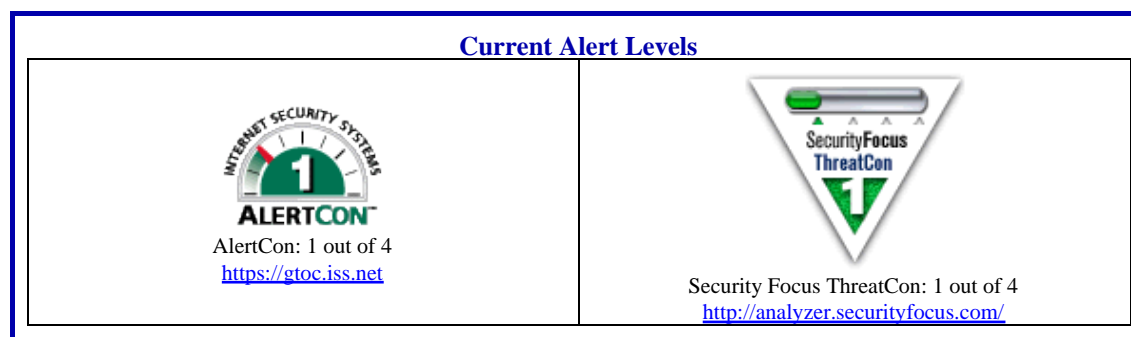 Current Alert Levels
INTERNET SECURITY SYSTEMS
1
ALERTCON™
AlertCon: 1 out of 4
https://gtoc.iss.net
SecurityFocus
ThreatCon
1
Security Focus ThreatCon: 1 out of 4
http://analyzer.securityfocus.com/